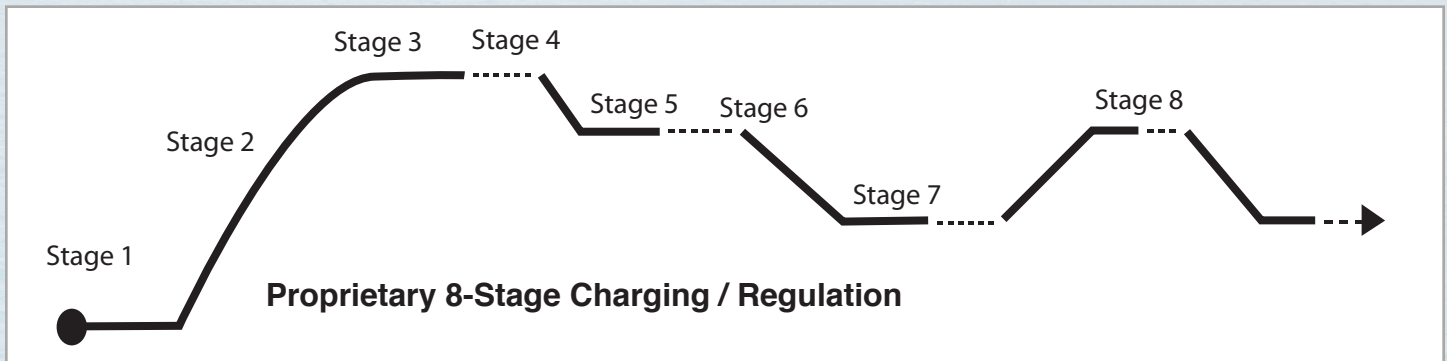 Stage 3
Stage 4
Stage 5
Stage 6
Stage 8
Stage 2
Stage 7
Stage 1
Proprietary 8-Stage Charging / Regulation